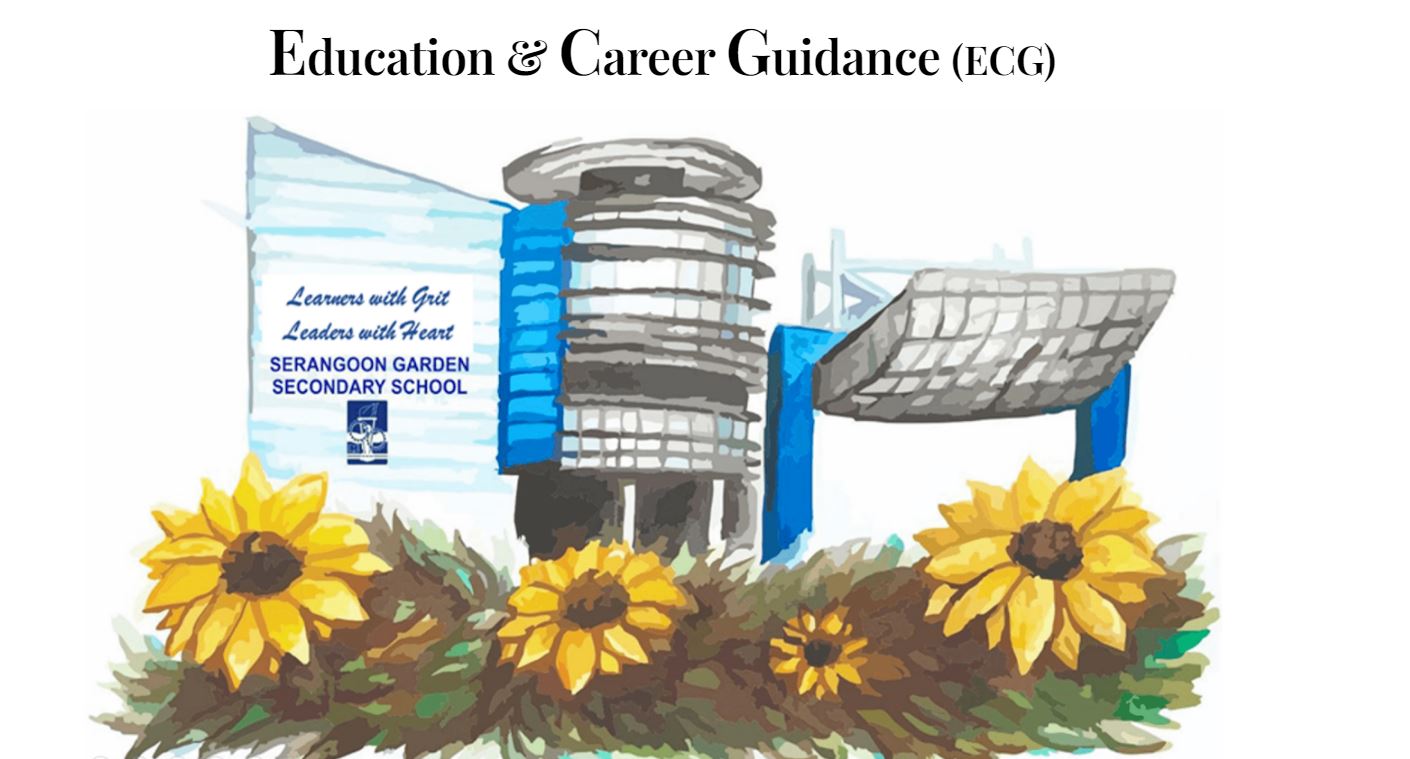 Education & Career Guidance (ECG)
Learners with Grit
Leaders with Heart
SERANGOON GARDEN
SECONDARY SCHOOL